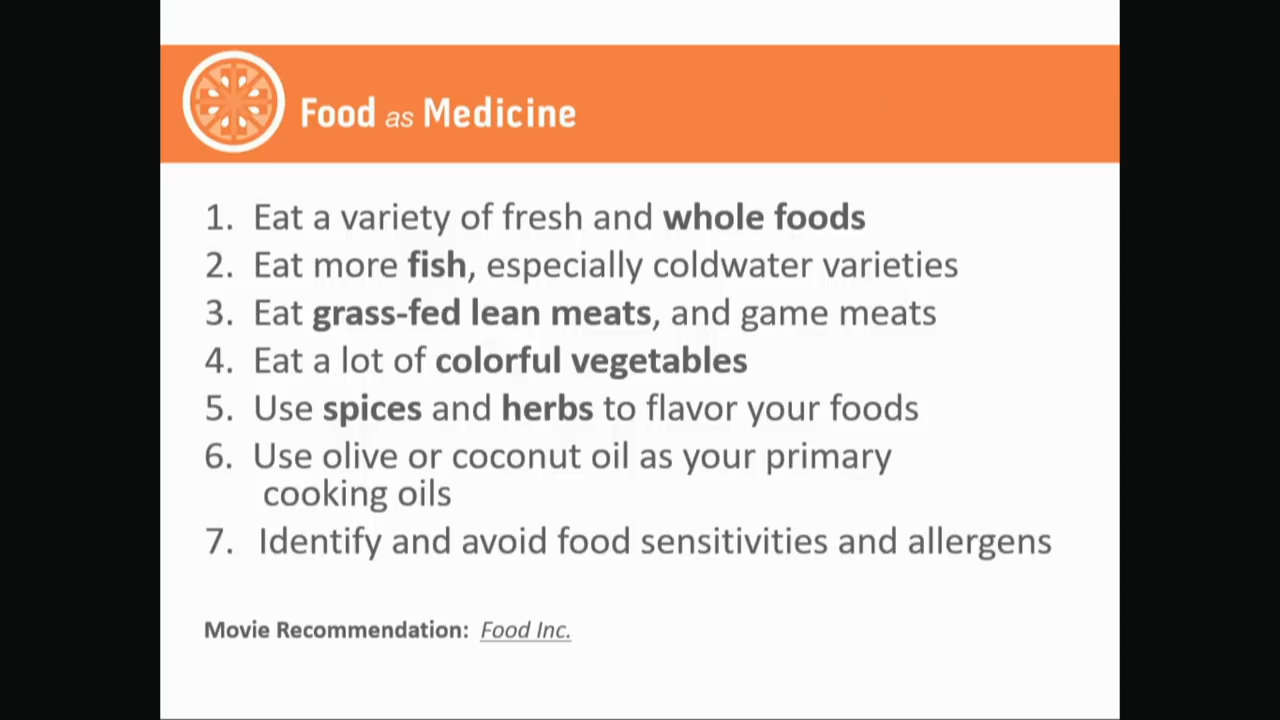 Food as Medicine
1. Eat a variety of fresh and whole foods
2. Eat more fish, especially coldwater varieties
3. Eat grass-fed lean meats, and game meats
4. Eat a lot of colorful vegetables
5. Use spices and herbs to flavor your foods
6. Use olive or coconut oil as your primary
cooking oils
7. Identify and avoid food sensitivities and allergens
Movie Recommendation: Food Inc.